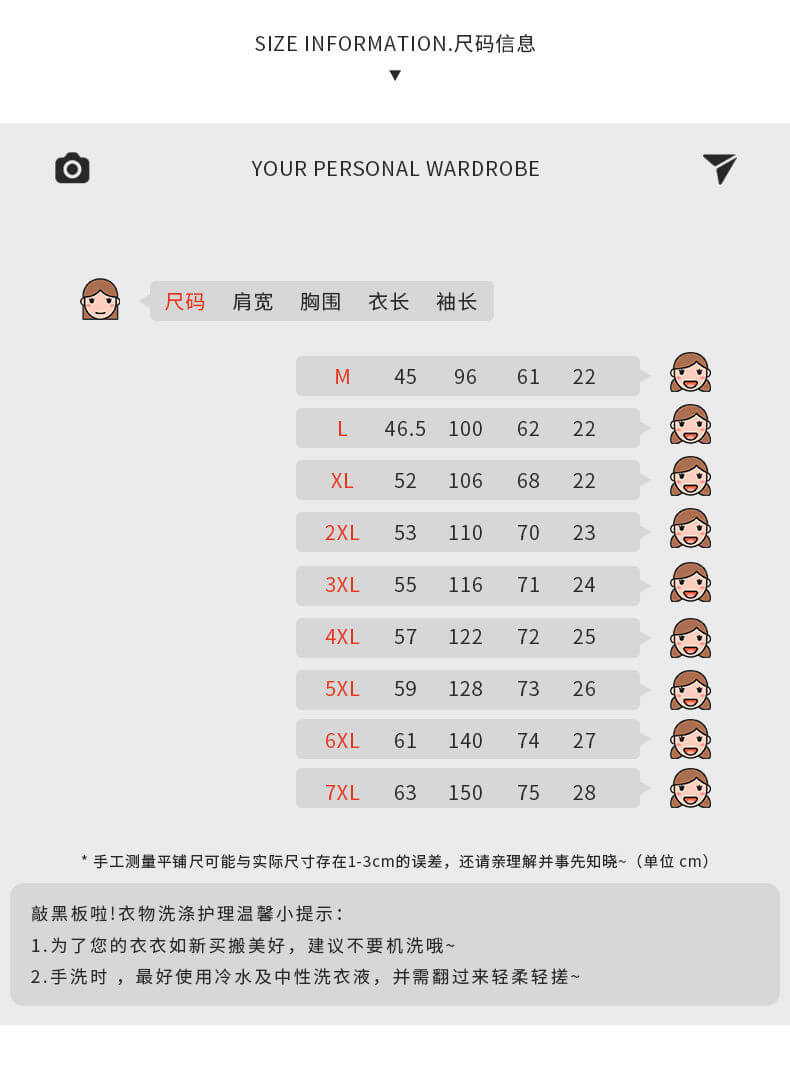 SIZE INFORMATION.尺码信息
YOUR PERSONAL WARDROBE
尺码 肩宽 胸围 衣长 袖长
M 45 96 61 22
L 46.5 100 62 22
XL 52 106 68 22
2XL 53 110 70 23
3XL 55 116 71 24
4XL 57 122 72 25
5XL 59 128 73 26
6XL 61 140 74 27
7XL 63 150 75 28
* 手工测量平铺尺可能与实际尺寸存在1-3cm的误差，还请亲理解并事先知晓~（单位 cm）
敲黑板啦!衣物洗涤护理温馨小提示：
1.为了您的衣衣如新买搬美好，建议不要机洗哦~
2.手洗时 ，最好使用冷水及中性洗衣液，并需翻过来轻柔轻搓~